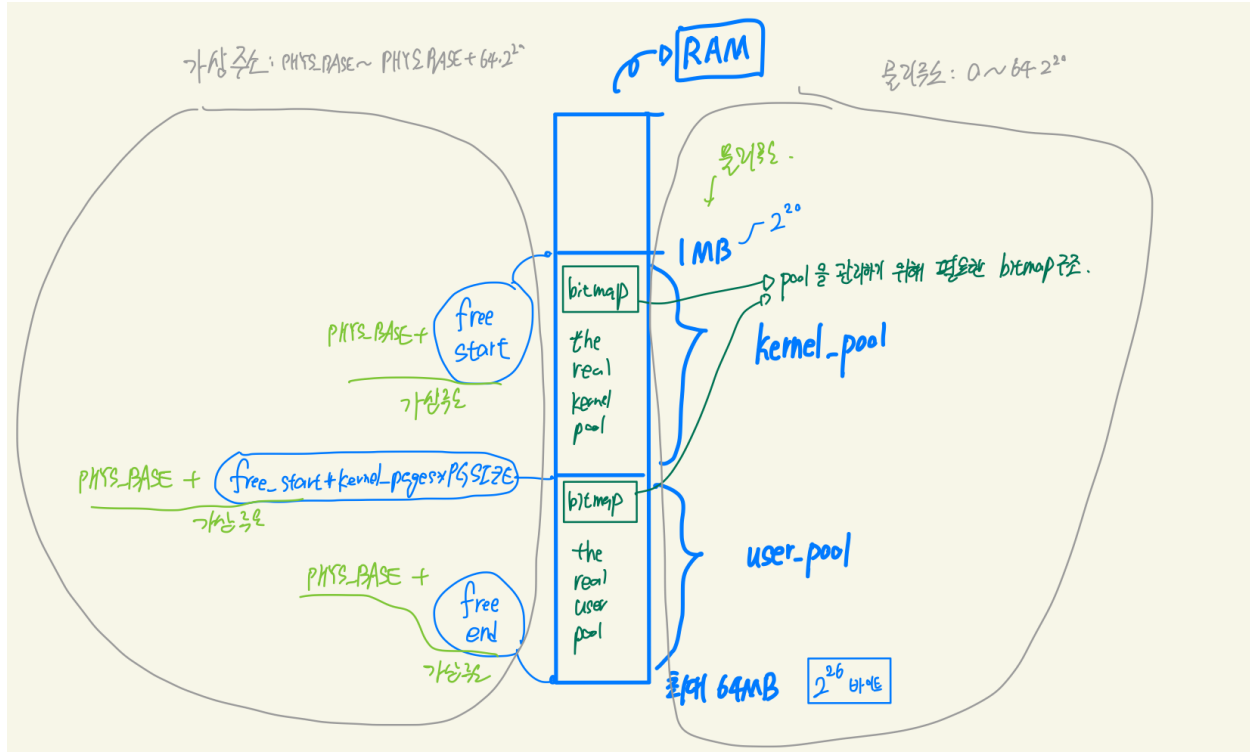 RAM
가상주소: PHYS_BASE ~ PHYS_BASE + 64·2²⁰
물리주소: 0 ~ 64·2²⁰
물리주소.
1MB
2²⁰
bitmap
pool을 관리하기 위해 필요한 bitmap 구조.
PHYS_BASE +
free
start
가상주소
the
real
kernel
pool
kernel_pool
PHYS_BASE +
free_start+kernel_pages*PGSIZE
가상주소
bitmap
PHYS_BASE +
free
end
가상주소
the
real
user
pool
user_pool
최대 64MB
2²⁶ 바이트